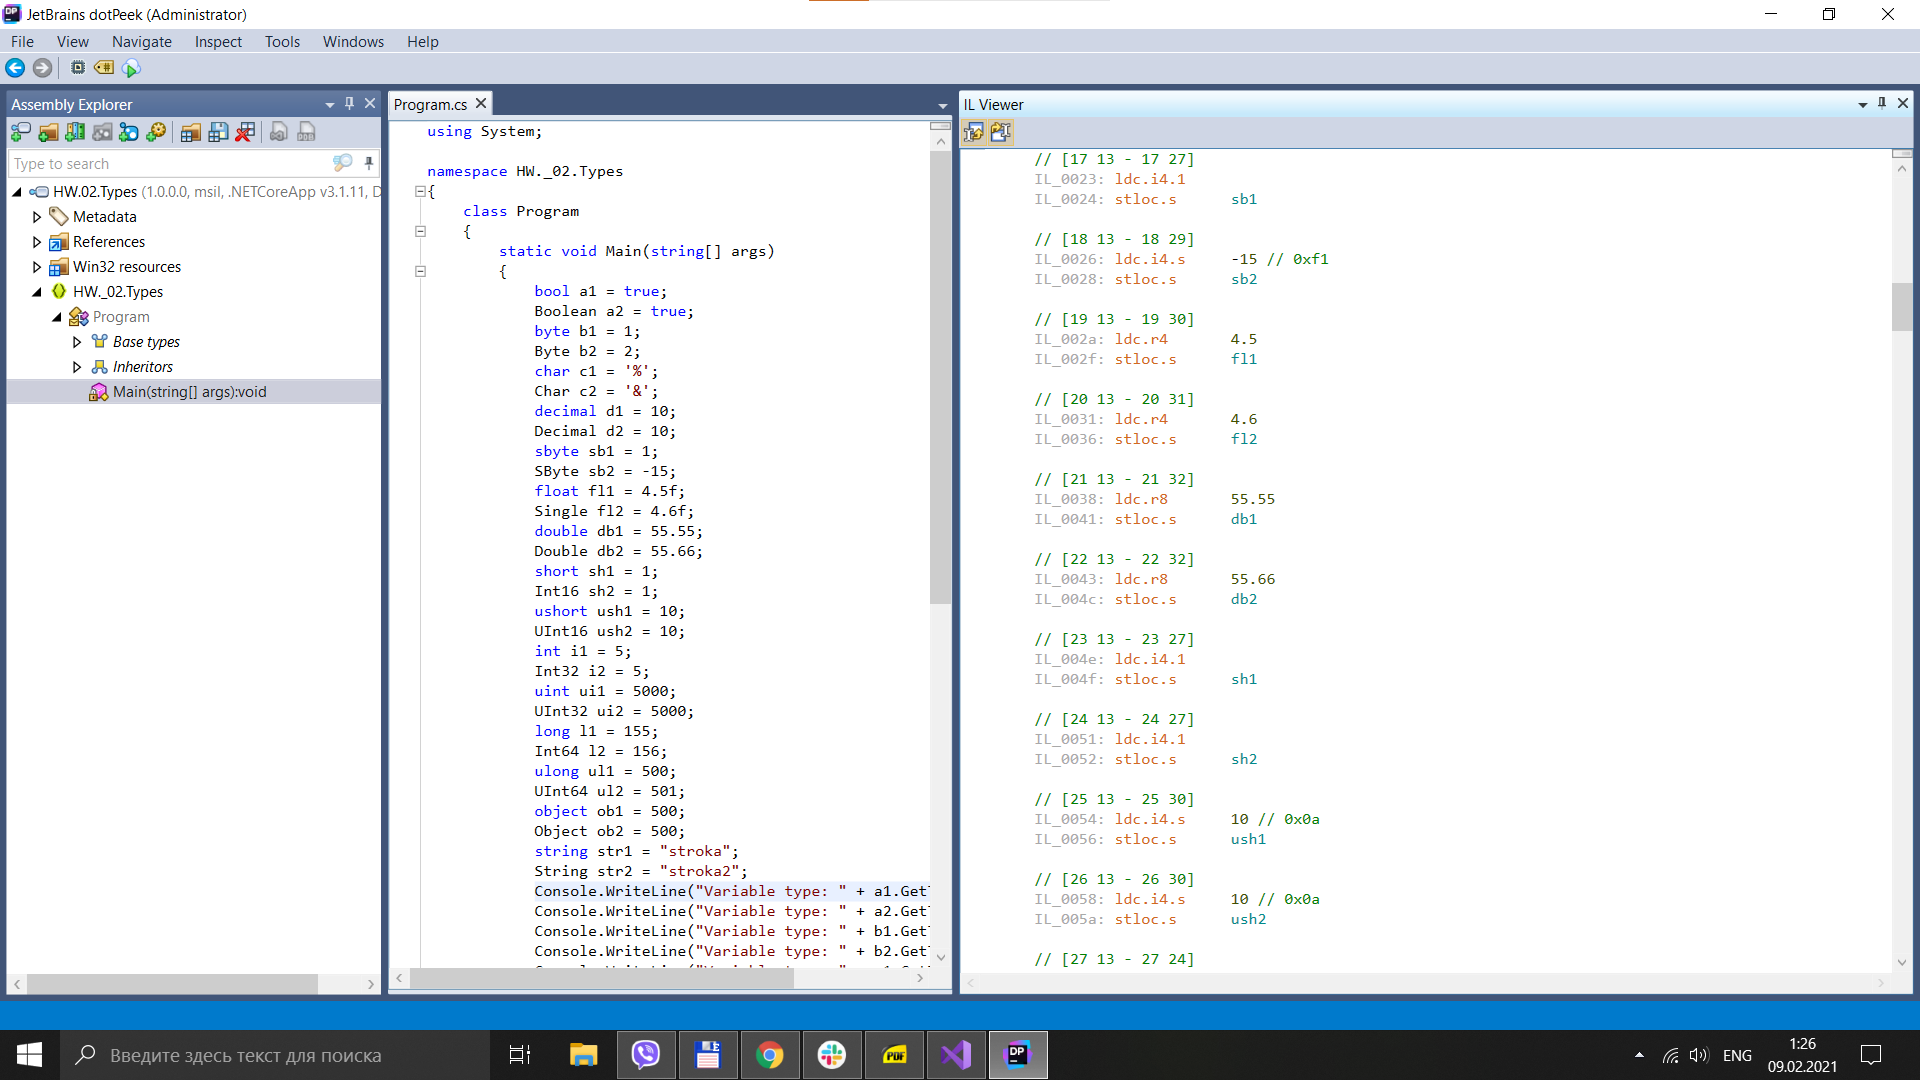 JetBrains dotPeek (Administrator)
File View Navigate Inspect Tools Windows Help
Assembly Explorer
Type to search
HW.02.Types (1.0.0.0, msil, .NETCoreApp v3.1.11, D
Metadata
References
Win32 resources
HW._02.Types
Program
Base types
Inheritors
Main(string[] args):void
Program.cs
using System;
namespace HW._02.Types
{
class Program
{
static void Main(string[] args)
{
bool a1 = true;
Boolean a2 = true;
byte b1 = 1;
Byte b2 = 2;
char c1 = '%';
Char c2 = '&';
decimal d1 = 10;
Decimal d2 = 10;
sbyte sb1 = 1;
SByte sb2 = -15;
float fl1 = 4.5f;
Single fl2 = 4.6f;
double db1 = 55.55;
Double db2 = 55.66;
short sh1 = 1;
Int16 sh2 = 1;
ushort ush1 = 10;
UInt16 ush2 = 10;
int i1 = 5;
Int32 i2 = 5;
uint ui1 = 5000;
UInt32 ui2 = 5000;
long l1 = 155;
Int64 l2 = 156;
ulong ul1 = 500;
UInt64 ul2 = 501;
object ob1 = 500;
Object ob2 = 500;
string str1 = "stroka";
String str2 = "stroka2";
Console.WriteLine("Variable type: " + a1.Get
Console.WriteLine("Variable type: " + a2.Get
Console.WriteLine("Variable type: " + b1.Get
Console.WriteLine("Variable type: " + b2.Get
IL Viewer
// [17 13 - 17 27]
IL_0023: ldc.i4.1
IL_0024: stloc.s sb1
// [18 13 - 18 29]
IL_0026: ldc.i4.s -15 // 0xf1
IL_0028: stloc.s sb2
// [19 13 - 19 30]
IL_002a: ldc.r4 4.5
IL_002f: stloc.s fl1
// [20 13 - 20 31]
IL_0031: ldc.r4 4.6
IL_0036: stloc.s fl2
// [21 13 - 21 32]
IL_0038: ldc.r8 55.55
IL_0041: stloc.s db1
// [22 13 - 22 32]
IL_0043: ldc.r8 55.66
IL_004c: stloc.s db2
// [23 13 - 23 27]
IL_004e: ldc.i4.1
IL_004f: stloc.s sh1
// [24 13 - 24 27]
IL_0051: ldc.i4.1
IL_0052: stloc.s sh2
// [25 13 - 25 30]
IL_0054: ldc.i4.s 10 // 0x0a
IL_0056: stloc.s ush1
// [26 13 - 26 30]
IL_0058: ldc.i4.s 10 // 0x0a
IL_005a: stloc.s ush2
// [27 13 - 27 24]
Введите здесь текст для поиска
PDF
DP
ENG
1:26
09.02.2021